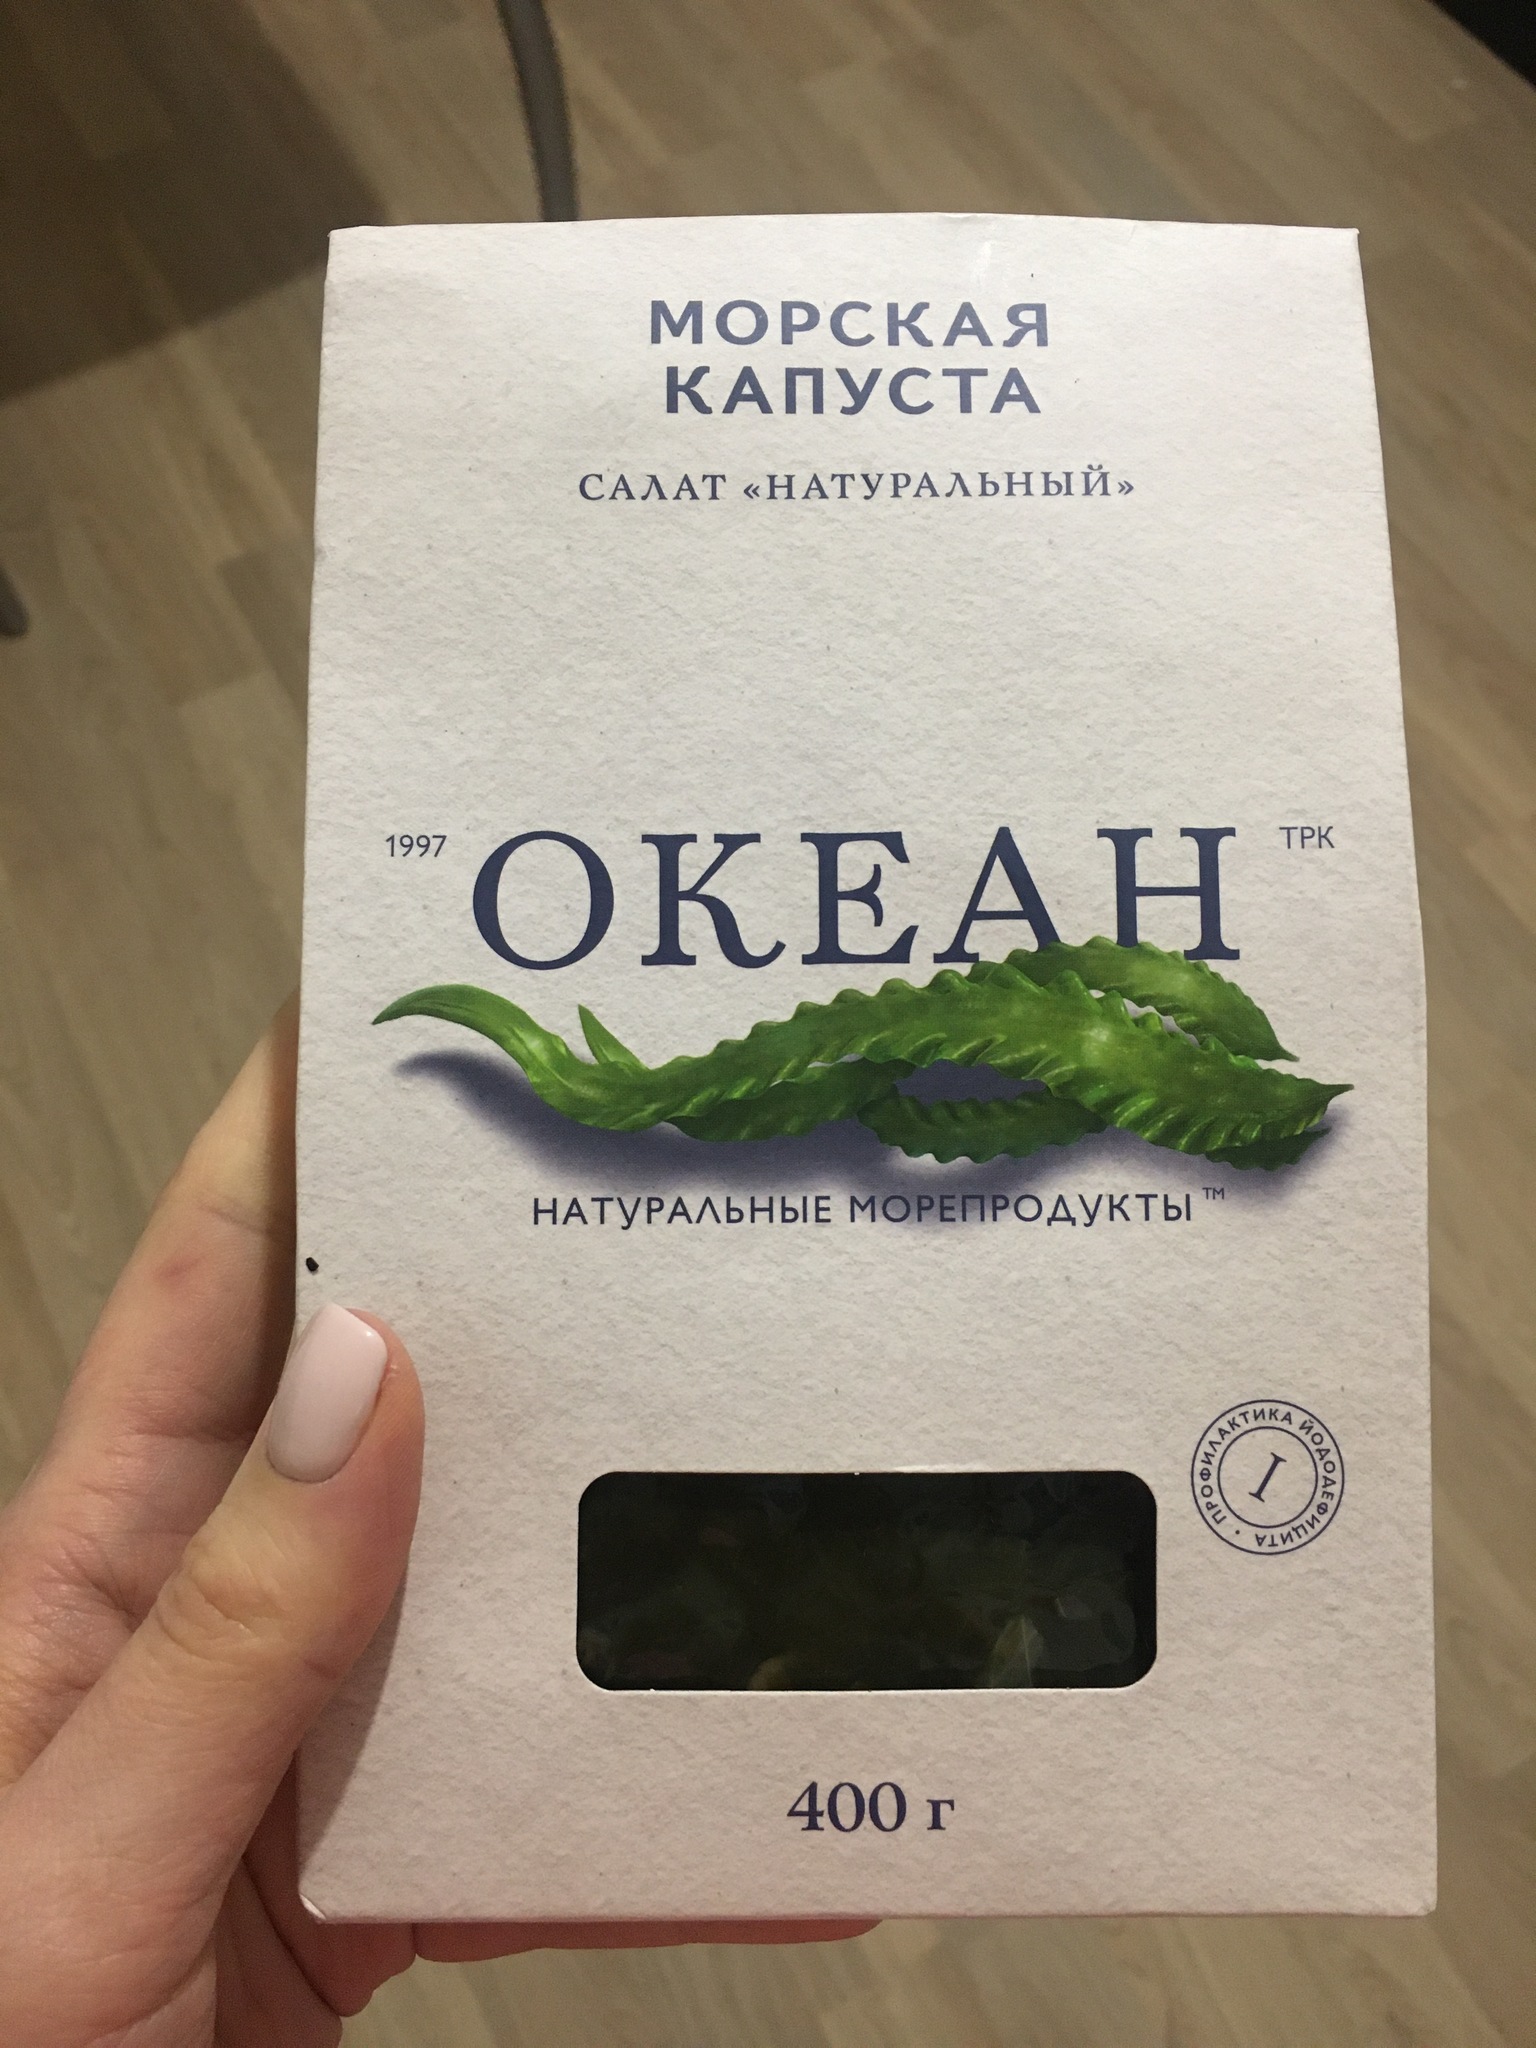 МОРСКАЯ
КАПУСТА
САЛАТ «НАТУРАЛЬНЫЙ»
1997 ОКЕАН ТРК
НАТУРАЛЬНЫЕ МОРЕПРОДУКТЫ™
ПРОФИЛАКТИКА ЙОДОДЕФИЦИТА •
I
400 г